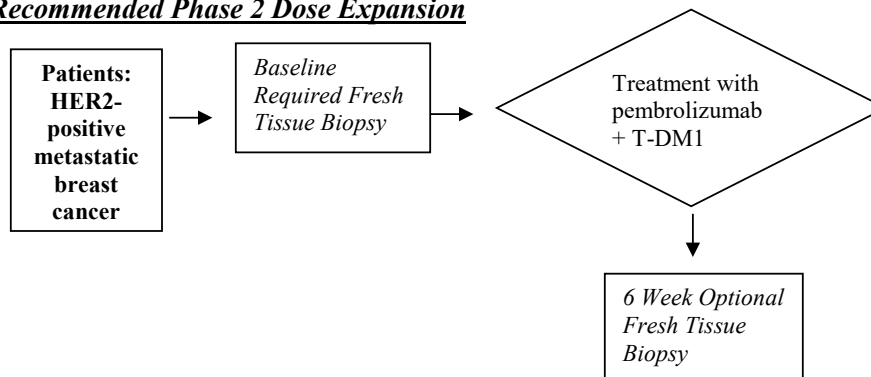 Recommended Phase 2 Dose Expansion
Patients:
HER2-
positive
metastatic
breast
cancer
Baseline
Required Fresh
Tissue Biopsy
Treatment with
pembrolizumab
+ T-DM1
6 Week Optional
Fresh Tissue
Biopsy